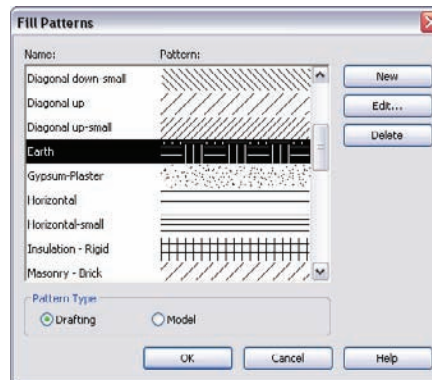 Fill Patterns
Name: Pattern:
Diagonal down-small
Diagonal up
Diagonal up-small
Earth
Gypsum-Plaster
Horizontal
Horizontal-small
Insulation - Rigid
Masonry - Brick
New
Edit...
Delete
Pattern Type
Drafting Model
OK Cancel Help